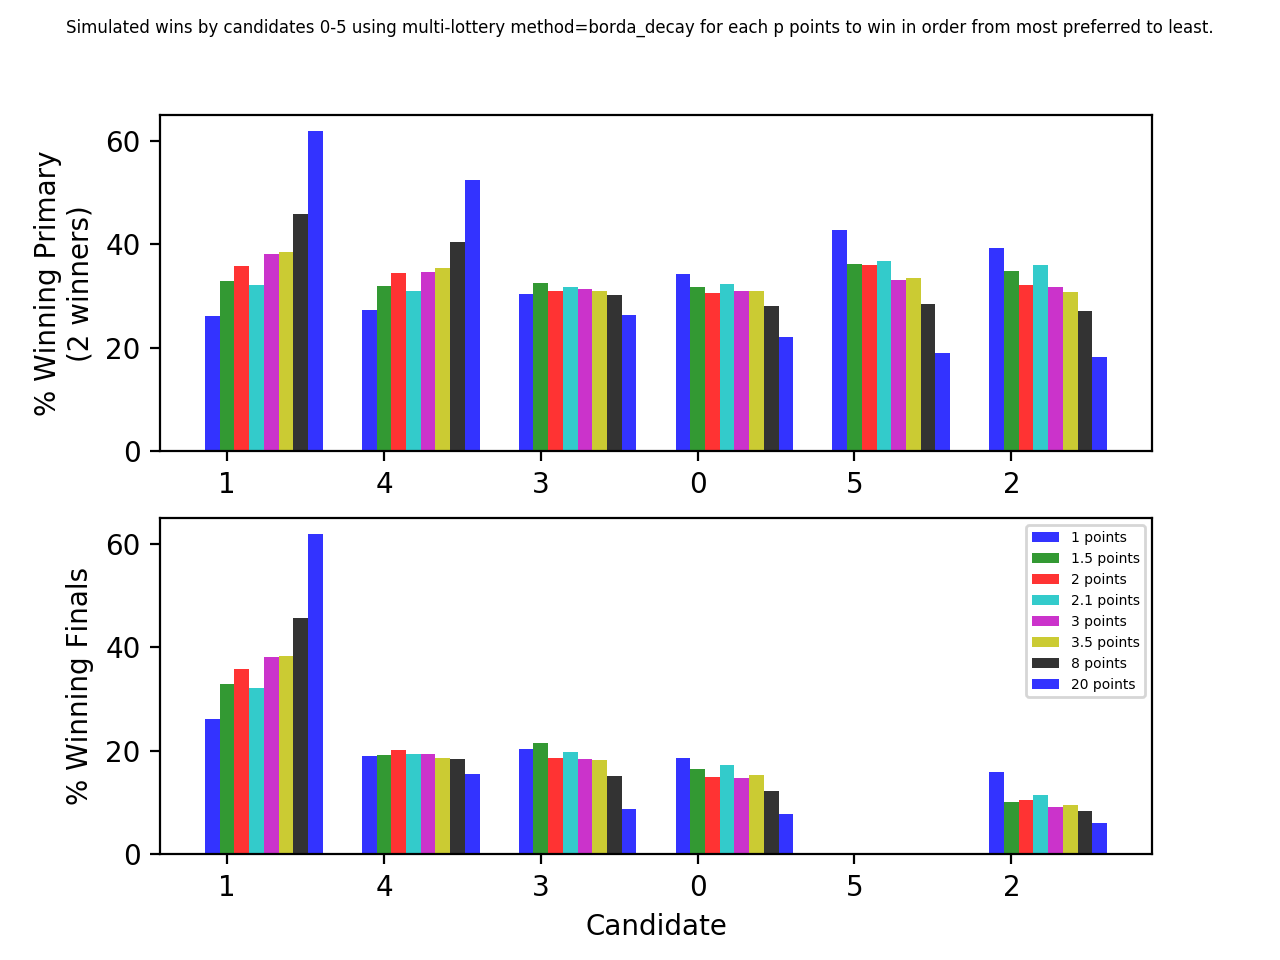 Simulated wins by candidates 0-5 using multi-lottery method=borda_decay for each p points to win in order from most preferred to least.
% Winning Primary
(2 winners)
60
40
20
0
1 4 3 0 5 2
% Winning Finals
60
40
20
0
1 points
1.5 points
2 points
2.1 points
3 points
3.5 points
8 points
20 points
1 4 3 0 5 2
Candidate